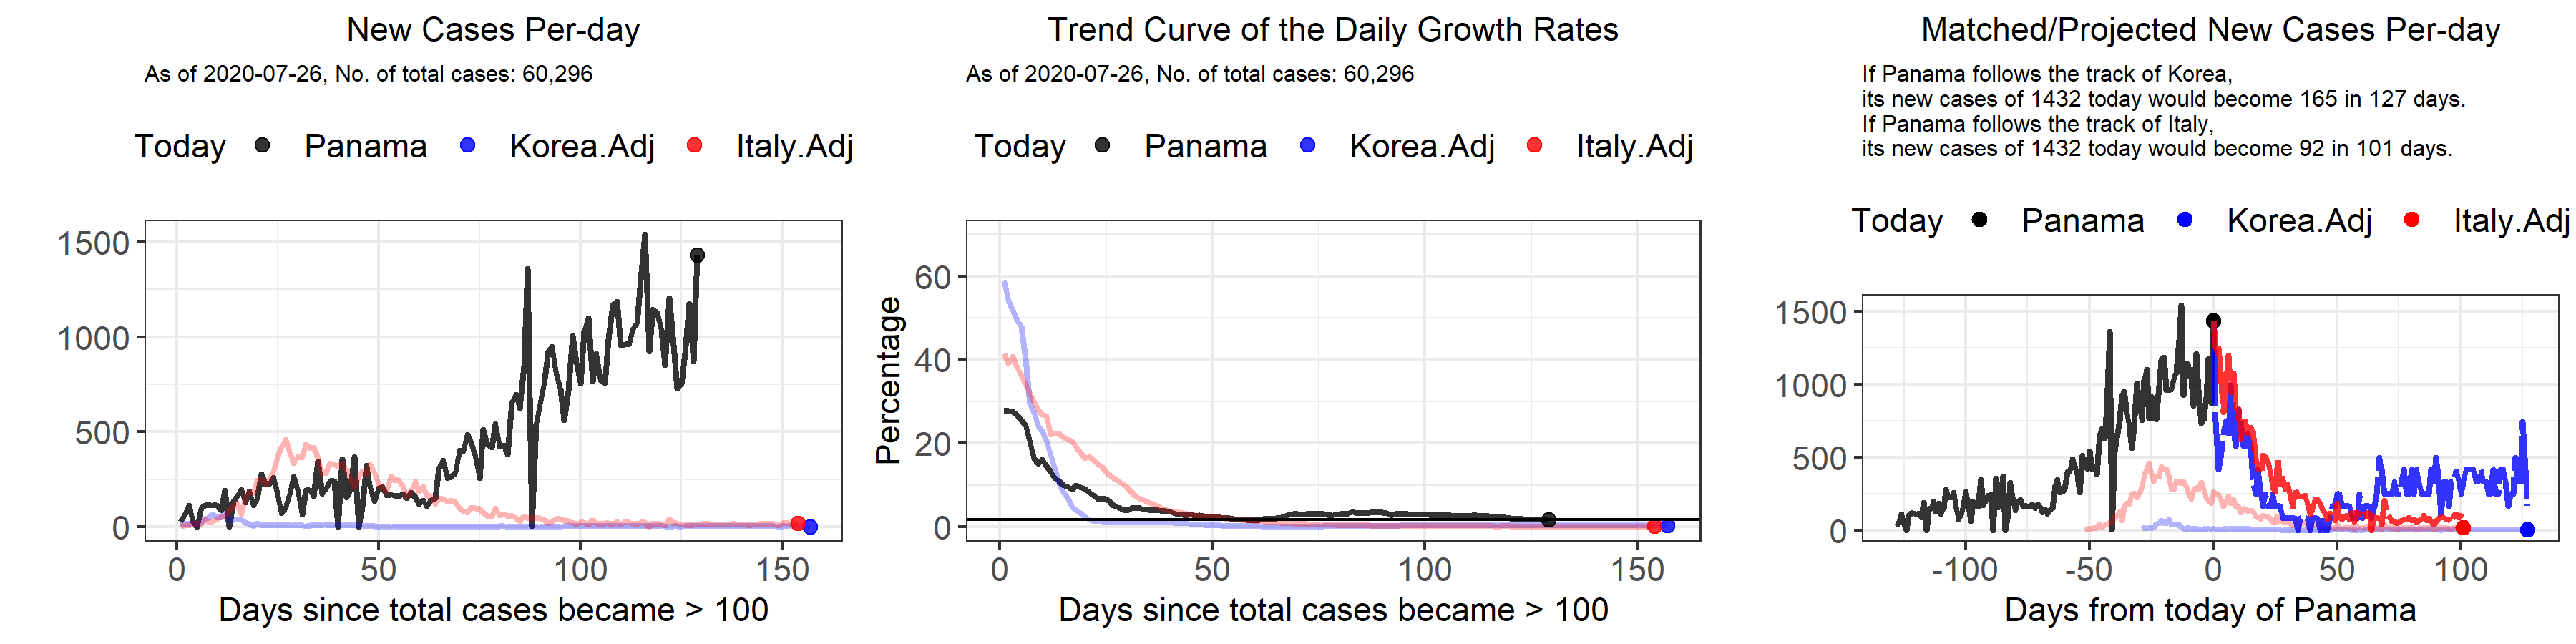 New Cases Per-day
As of 2020-07-26, No. of total cases: 60,296
Today Panama Korea.Adj Italy.Adj
1500
1000
500
0
0 50 100 150
Days since total cases became > 100
Trend Curve of the Daily Growth Rates
As of 2020-07-26, No. of total cases: 60,296
Today Panama Korea.Adj Italy.Adj
Percentage
60
40
20
0
0 50 100 150
Days since total cases became > 100
Matched/Projected New Cases Per-day
If Panama follows the track of Korea,
its new cases of 1432 today would become 165 in 127 days.
If Panama follows the track of Italy,
its new cases of 1432 today would become 92 in 101 days.
Today Panama Korea.Adj Italy.Adj
1500
1000
500
0
-100 -50 0 50 100
Days from today of Panama